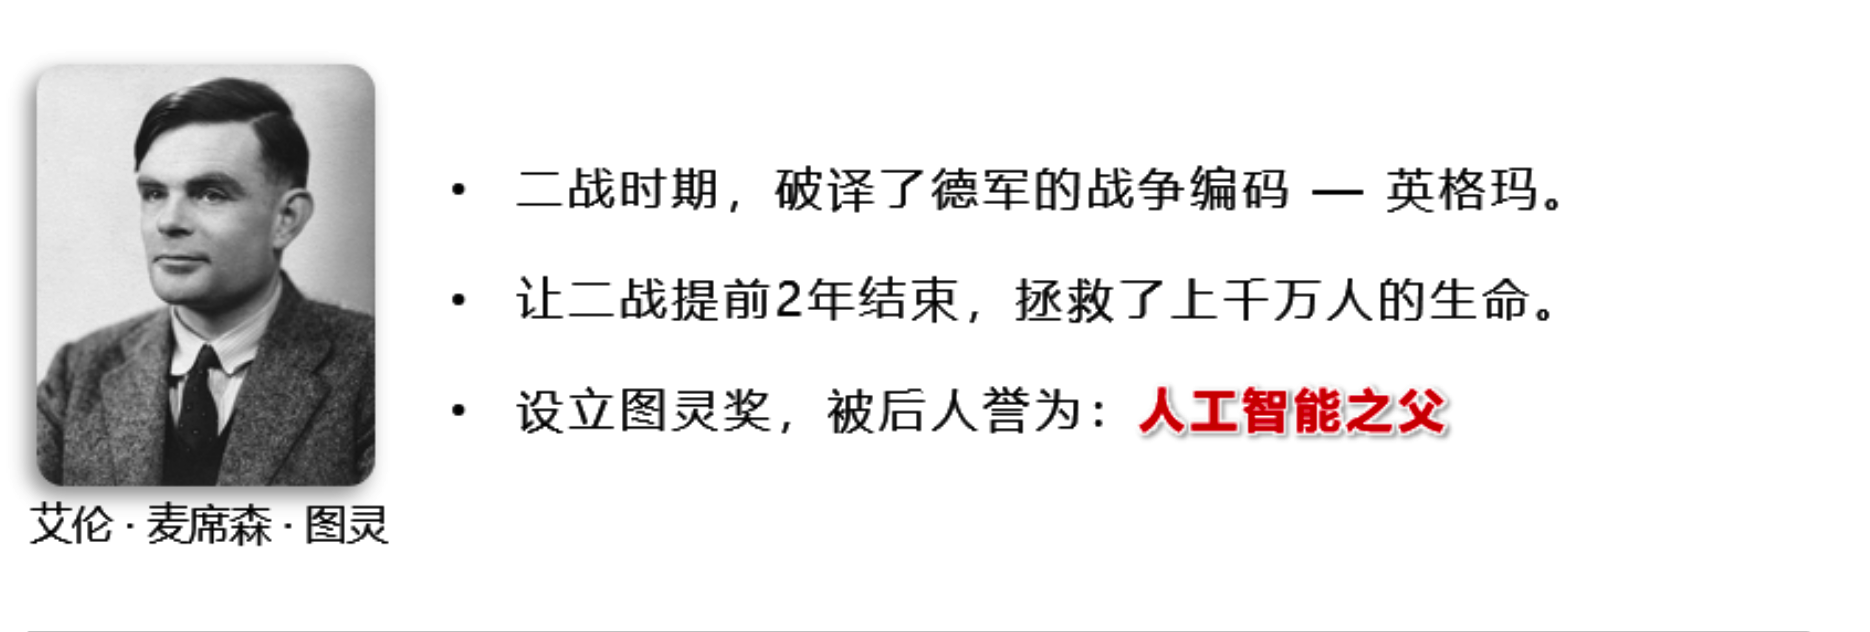 • 二战时期，破译了德军的战争编码 — 英格玛。
• 让二战提前2年结束，拯救了上千万人的生命。
• 设立图灵奖，被后人誉为：人工智能之父
艾伦 · 麦席森 · 图灵